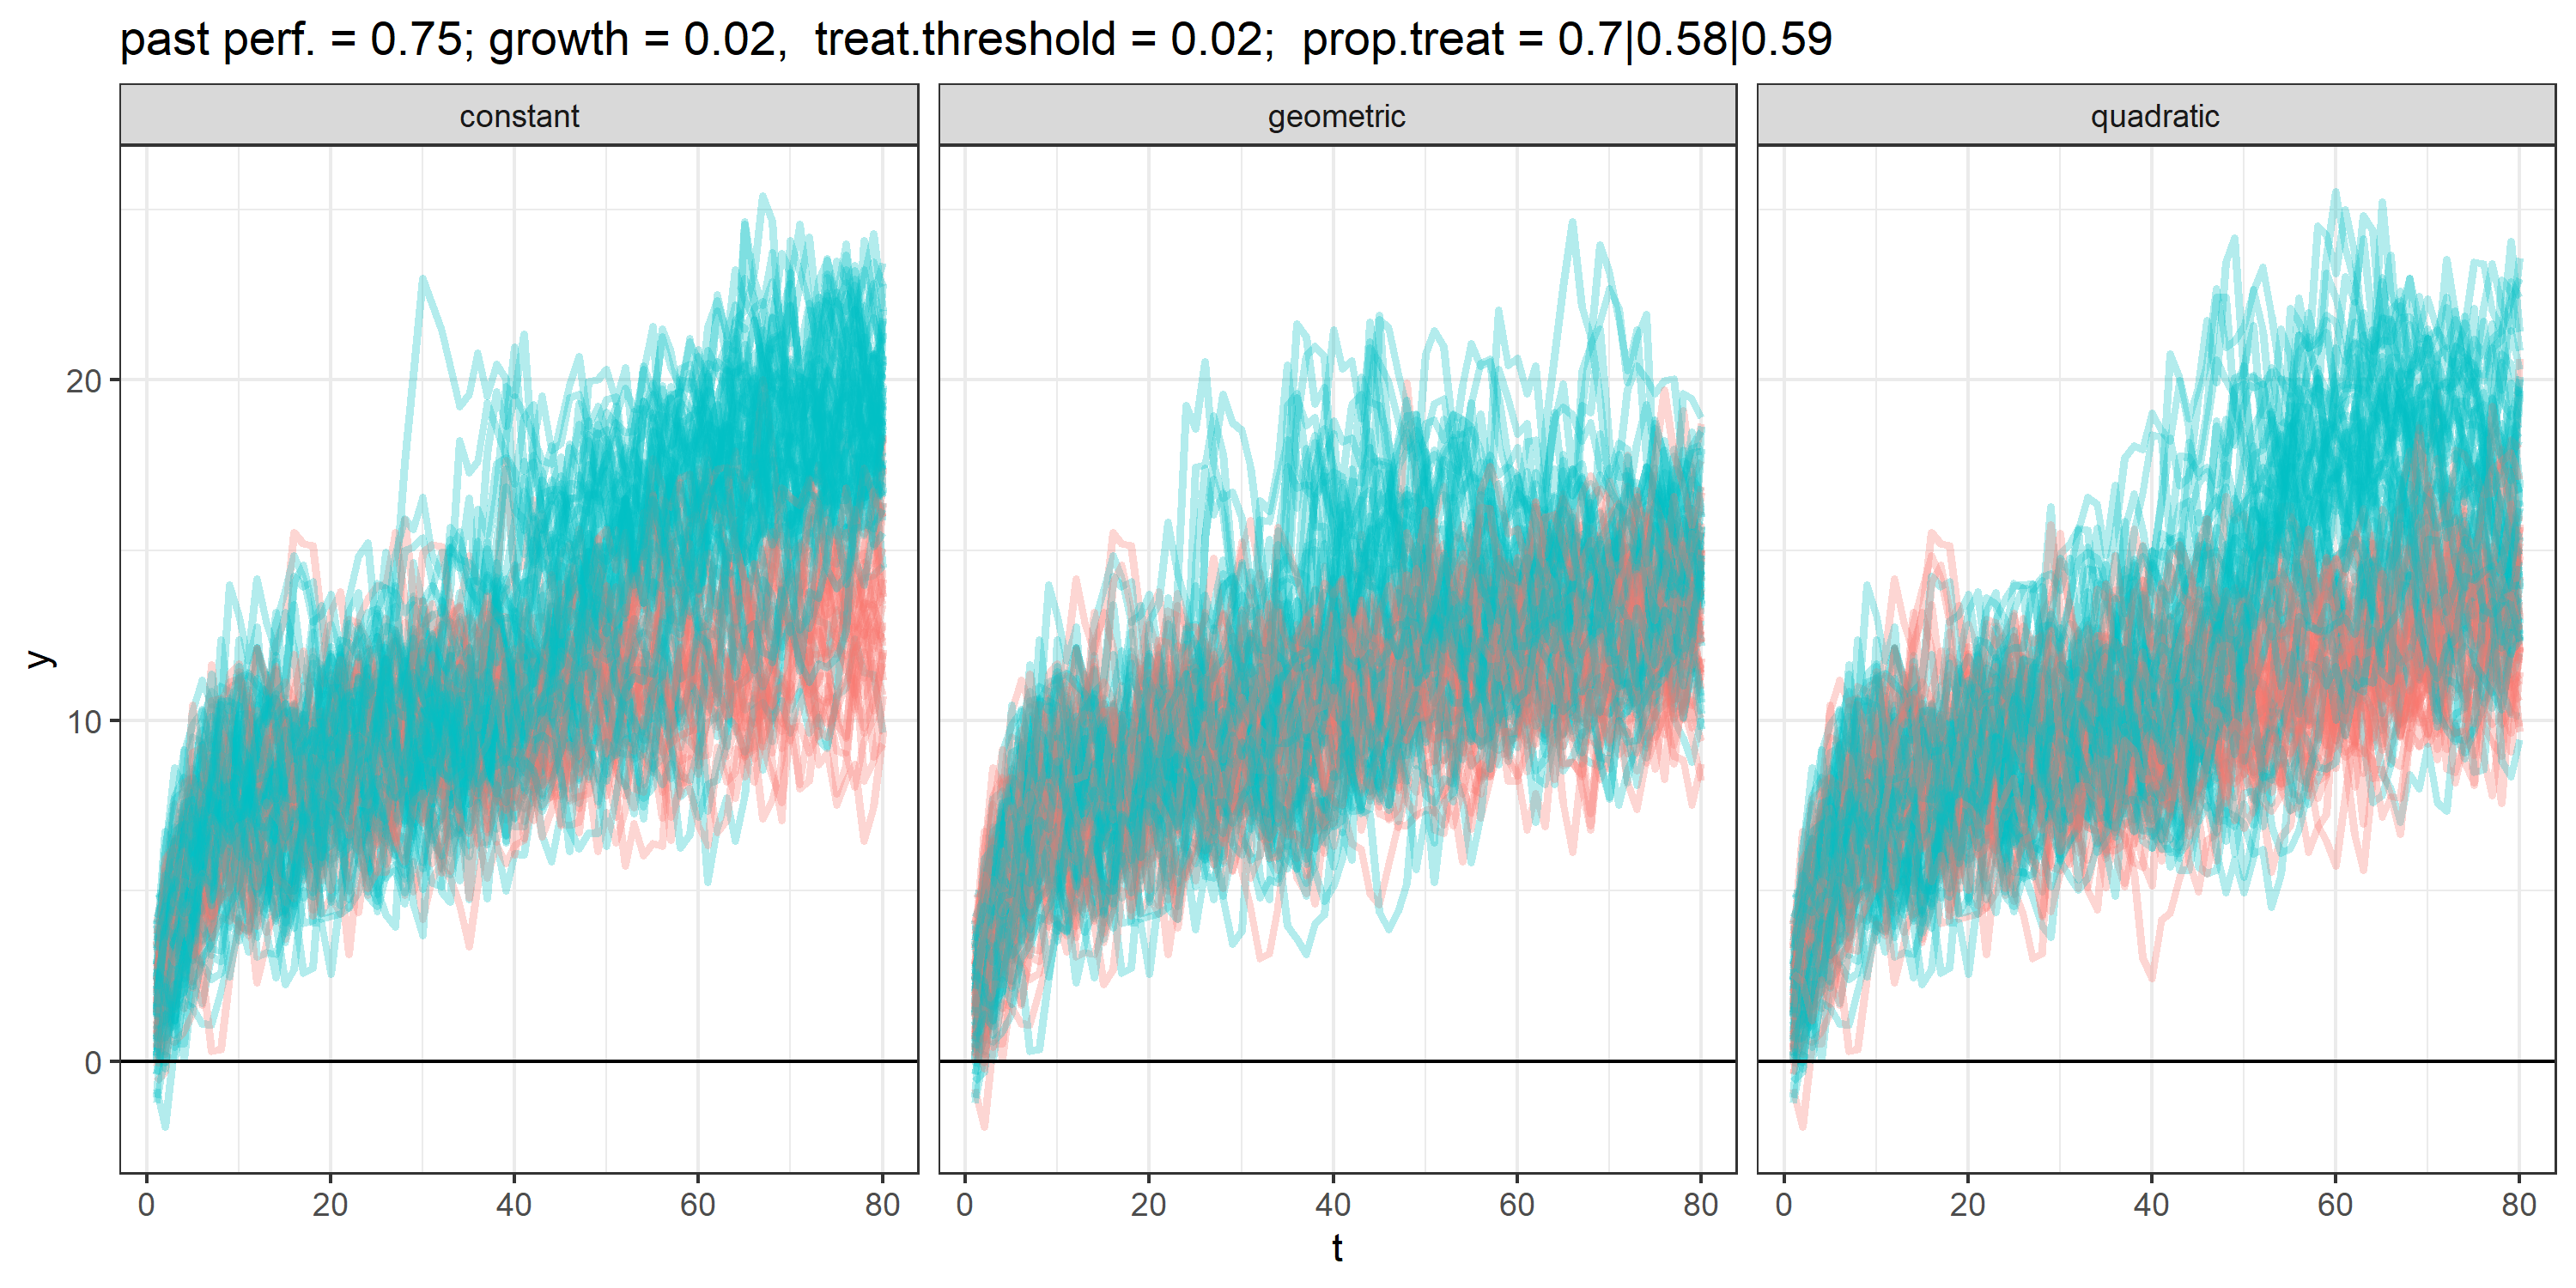 past perf. = 0.75; growth = 0.02,  treat.threshold = 0.02;  prop.treat = 0.7|0.58|0.59
constant geometric quadratic
20
10
0
y
0 20 40 60 80 0 20 40 60 80 0 20 40 60 80
t